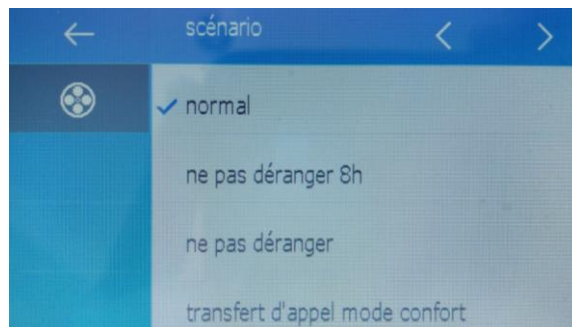 scénario
normal
ne pas déranger 8h
ne pas déranger
transfert d'appel mode confort